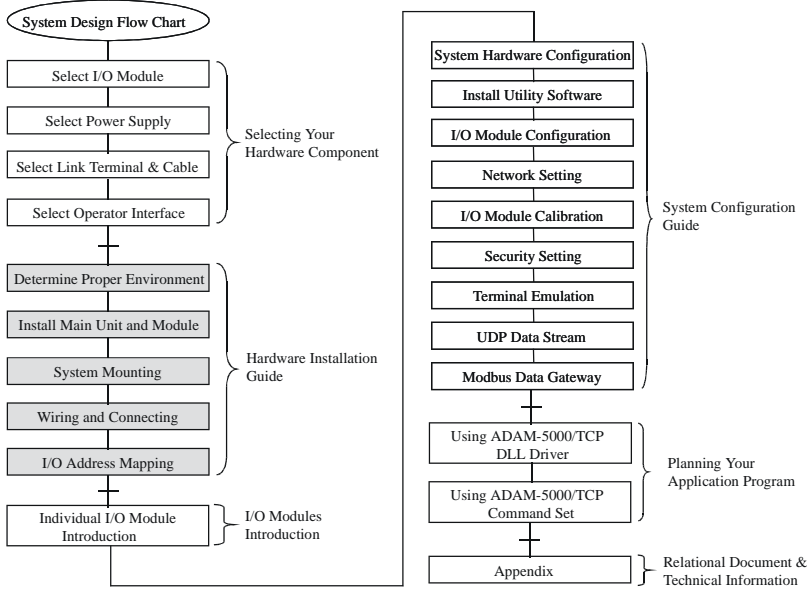 System Design Flow Chart
Select I/O Module
Select Power Supply
Select Link Terminal & Cable
Select Operator Interface
Selecting Your
Hardware Component
Determine Proper Environment
Install Main Unit and Module
System Mounting
Wiring and Connecting
I/O Address Mapping
Hardware Installation
Guide
Individual I/O Module
Introduction
I/O Modules
Introduction
System Hardware Configuration
Install Utility Software
I/O Module Configuration
Network Setting
I/O Module Calibration
Security Setting
Terminal Emulation
UDP Data Stream
Modbus Data Gateway
System Configuration
Guide
Using ADAM-5000/TCP
DLL Driver
Using ADAM-5000/TCP
Command Set
Planning Your
Application Program
Appendix
Relational Document &
Technical Information